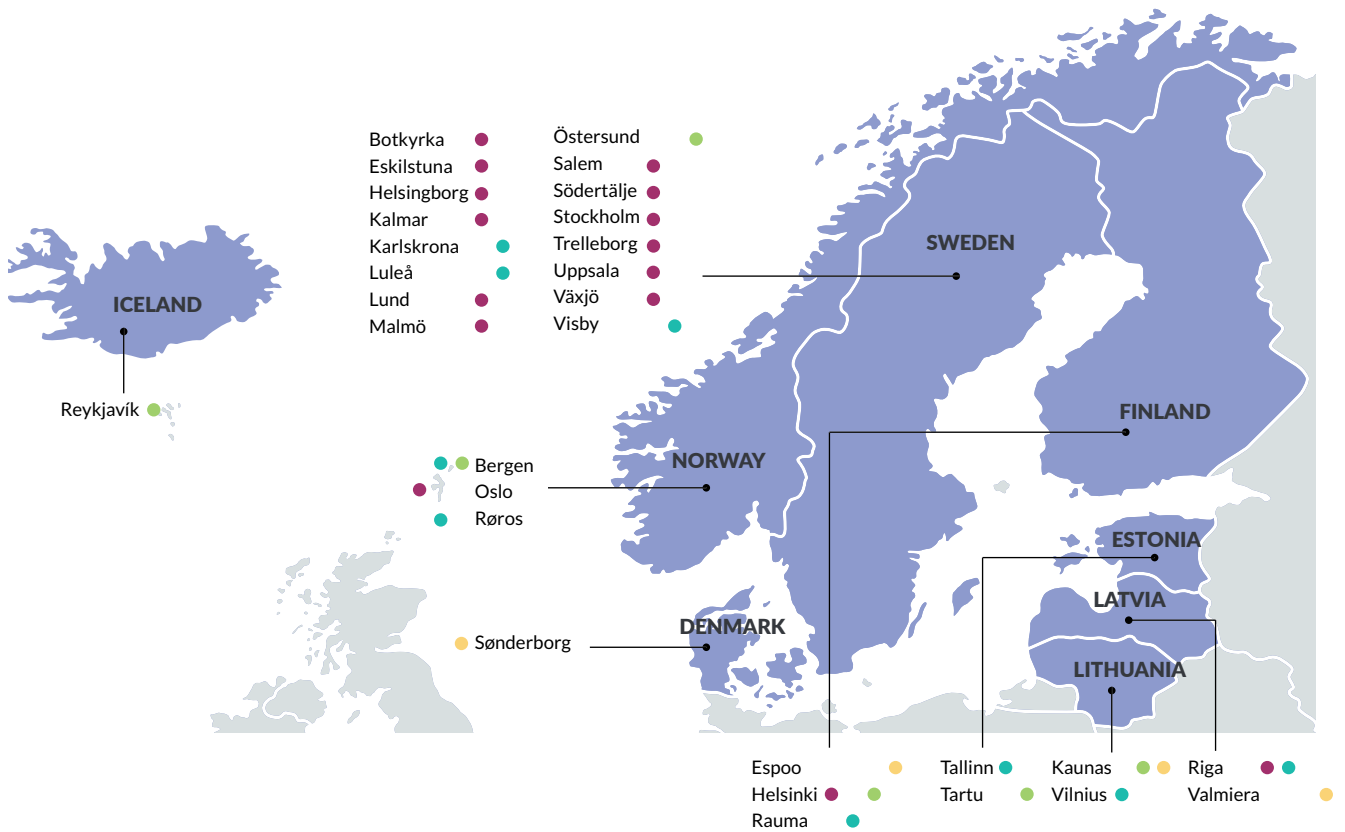 Botkyrka
Eskilstuna
Helsingborg
Kalmar
Karlskrona
Luleå
Lund
Malmö
Östersund
Salem
Södertälje
Stockholm
Trelleborg
Uppsala
Växjö
Visby
SWEDEN
ICELAND
Reykjavík
FINLAND
NORWAY
Bergen
Oslo
Røros
ESTONIA
LATVIA
DENMARK
Sønderborg
LITHUANIA
Espoo
Helsinki
Rauma
Tallinn
Tartu
Kaunas
Vilnius
Riga
Valmiera